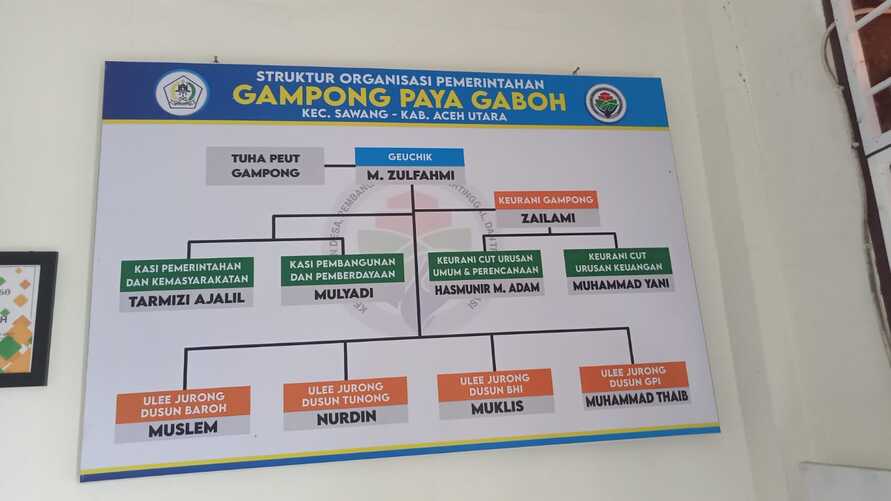 STRUKTUR ORGANISASI PEMERINTAHAN
GAMPONG PAYA GABOH
KEC. SAWANG - KAB. ACEH UTARA
TUHA PEUT
GAMPONG
GEUCHIK
M. ZULFAHMI
KEURANI GAMPONG
ZAILAMI
KASI PEMERINTAHAN
DAN KEMASYARAKATAN
TARMIZI AJALIL
KASI PEMBANGUNAN
DAN PEMBERDAYAAN
MULYADI
KEURANI CUT URUSAN
UMUM & PERENCANAAN
HASMUNIR M. ADAM
KEURANI CUT
URUSAN KEUANGAN
MUHAMMAD YANI
ULEE JURONG
DUSUN BAROH
MUSLEM
ULEE JURONG
DUSUN TUNONG
NURDIN
ULEE JURONG
DUSUN BHI
MUKLIS
ULEE JURONG
DUSUN GPI
MUHAMMAD THAIB